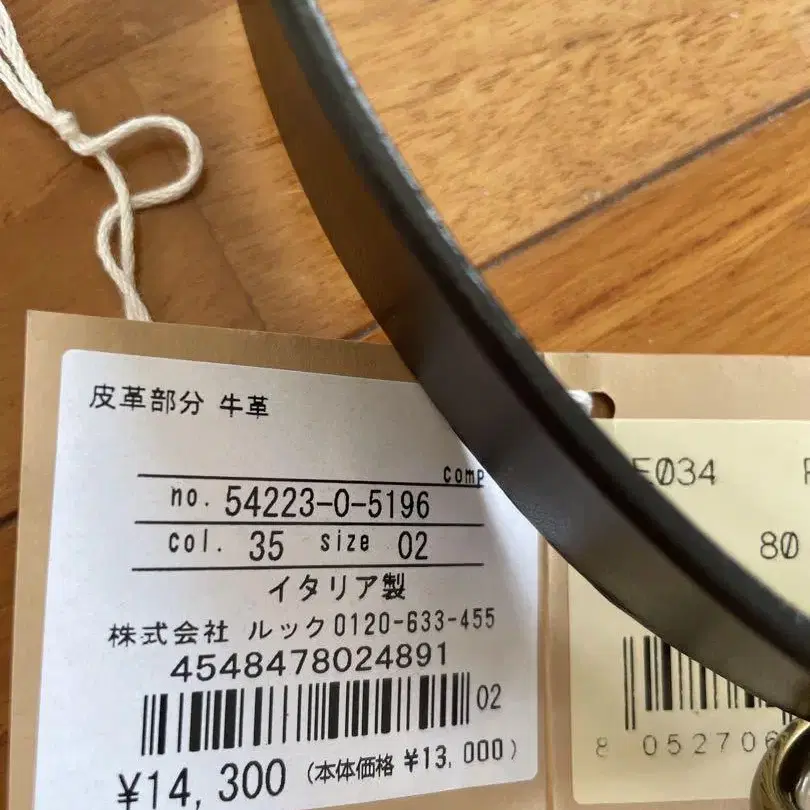 皮革部分 牛革
comp
no. 54223-0-5196
col. 35 size 02
イタリア製
株式会社 ルック 0120-633-455
4548478024891
02
¥14,300 (本体価格 ¥13,000)
E034
80
8 052706